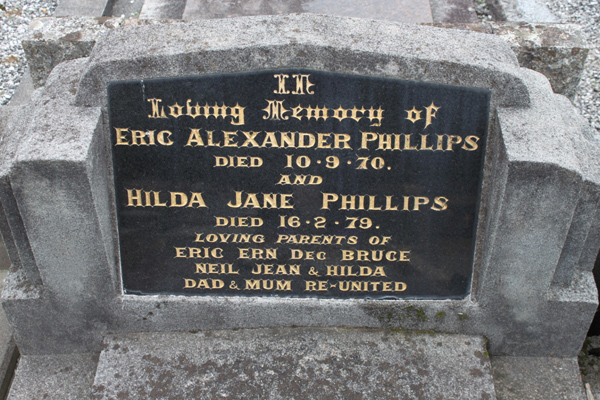 In
Loving Memory of
ERIC ALEXANDER PHILLIPS
DIED 10·9·70.
AND
HILDA JANE PHILLIPS
DIED 16·2·79.
LOVING PARENTS OF
ERIC ERN DEC BRUCE
NEIL JEAN & HILDA
DAD & MUM RE-UNITED